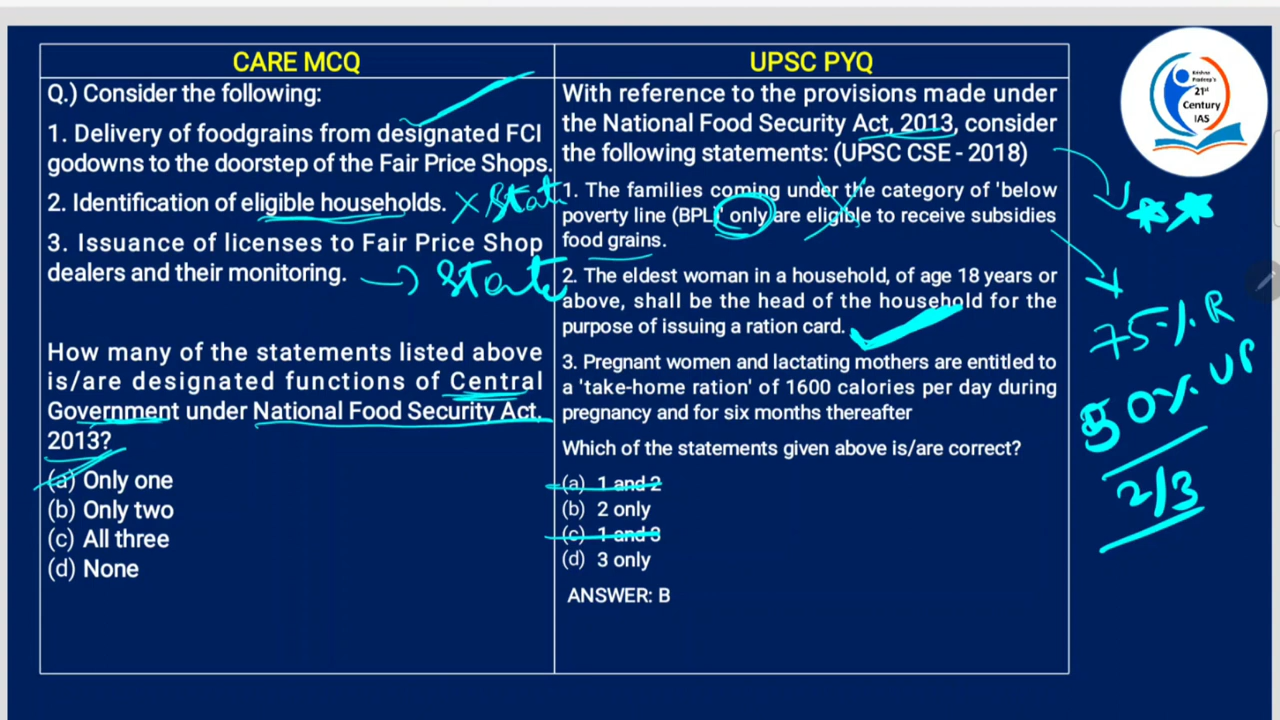 CARE MCQ
Q.) Consider the following:
1. Delivery of foodgrains from designated FCI
godowns to the doorstep of the Fair Price Shops.
2. Identification of eligible households. X State
3. Issuance of licenses to Fair Price Shop
dealers and their monitoring. → State
How many of the statements listed above
is/are designated functions of Central
Government under National Food Security Act,
2013?
(a) Only one
(b) Only two
(c) All three
(d) None
UPSC PYQ
With reference to the provisions made under
the National Food Security Act, 2013, consider
the following statements: (UPSC CSE - 2018)
1. The families coming under the category of 'below
poverty line (BPL)' only are eligible to receive subsidies
food grains.
2. The eldest woman in a household, of age 18 years or
above, shall be the head of the household for the
purpose of issuing a ration card.
3. Pregnant women and lactating mothers are entitled to
a 'take-home ration' of 1600 calories per day during
pregnancy and for six months thereafter
Which of the statements given above is/are correct?
(a) 1 and 2
(b) 2 only
(c) 1 and 3
(d) 3 only
ANSWER: B
Krishna
Pradeep's
21st
Century
IAS
75% R
50% UP
2/3